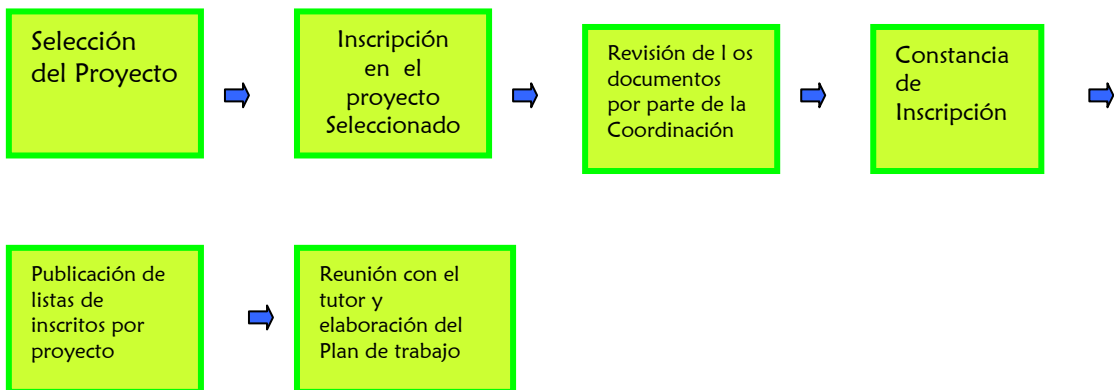 Selección
del Proyecto
Inscripción
en el
proyecto
Seleccionado
Revisión de l os
documentos
por parte de la
Coordinación
Constancia
de
Inscripción
Publicación de
listas de
inscritos por
proyecto
Reunión con el
tutor y
elaboración del
Plan de trabajo